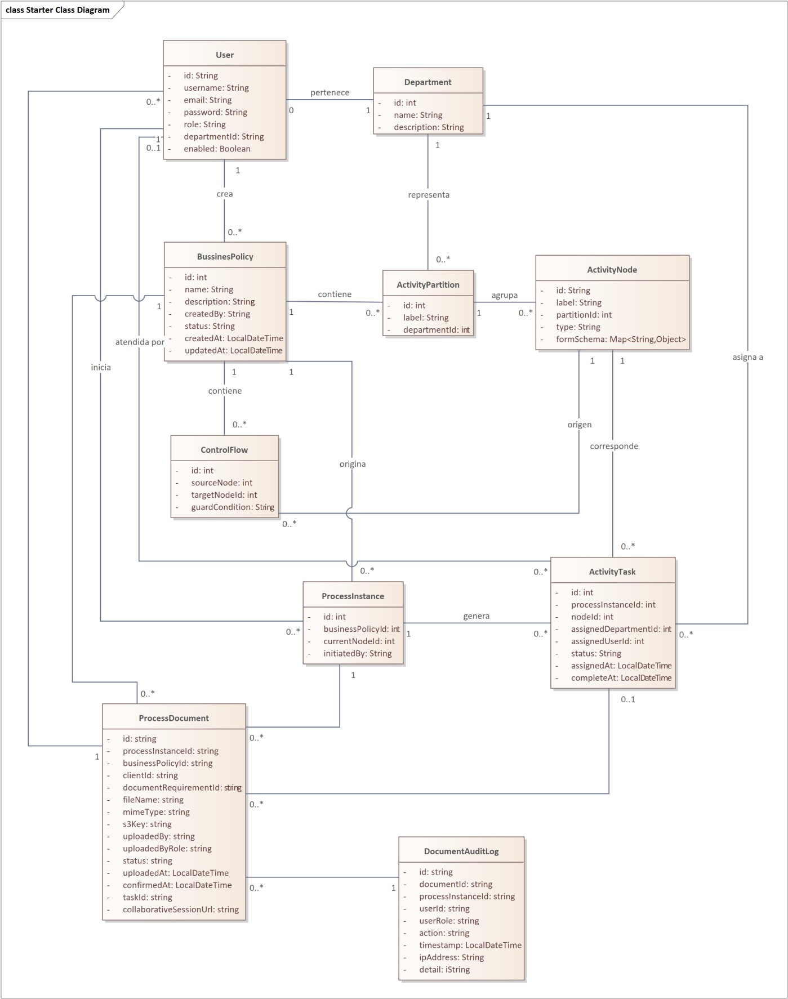 class Starter Class Diagram
User
- id: String
- username: String
- email: String
- password: String
- role: String
- departmentId: String
- enabled: Boolean
0..*
1
0..1
pertenece
0
1
Department
- id: int
- name: String
- description: String
1
1
1
crea
0..*
representa
0..*
BussinesPolicy
- id: int
- name: String
- description: String
- createdBy: String
- status: String
- createdAt: LocalDateTime
- updatedAt: LocalDateTime
1
contiene
1
0..*
ActivityPartition
- id: int
- label: String
- departmentId: int
agrupa
1
0..*
ActivityNode
- id: String
- label: String
- partitionId: int
- type: String
- formSchema: Map<String,Object>
atendida por
inicia
asigna a
1
1
1
1
contiene
0..*
origen
corresponde
origina
ControlFlow
- id: int
- sourceNode: int
- targetNodeId: int
- guardCondition: String
0..*
0..*
0..*
0..*
ProcessInstance
- id: int
- businessPolicyId: int
- currentNodeId: int
- initiatedBy: String
0..*
genera
1
0..*
ActivityTask
- id: int
- processInstanceId: int
- nodeId: int
- assignedDepartmentId: int
- assignedUserId: int
- status: String
- assignedAt: LocalDateTime
- completeAt: LocalDateTime
0..*
1
0..1
0..*
ProcessDocument
- id: string
- processInstanceId: string
- businessPolicyId: string
- clientId: string
- documentRequirementId: string
- fileName: string
- mimeType: string
- s3Key: string
- uploadedBy: string
- uploadedByRole: string
- status: string
- uploadedAt: LocalDateTime
- confirmedAt: LocalDateTime
- taskId: string
- collaborativeSessionUrl: string
0..*
1
0..*
0..*
1
DocumentAuditLog
- id: string
- documentId: string
- processInstanceId: string
- userId: string
- userRole: string
- action: string
- timestamp: LocalDateTime
- ipAddress: String
- detail: iString